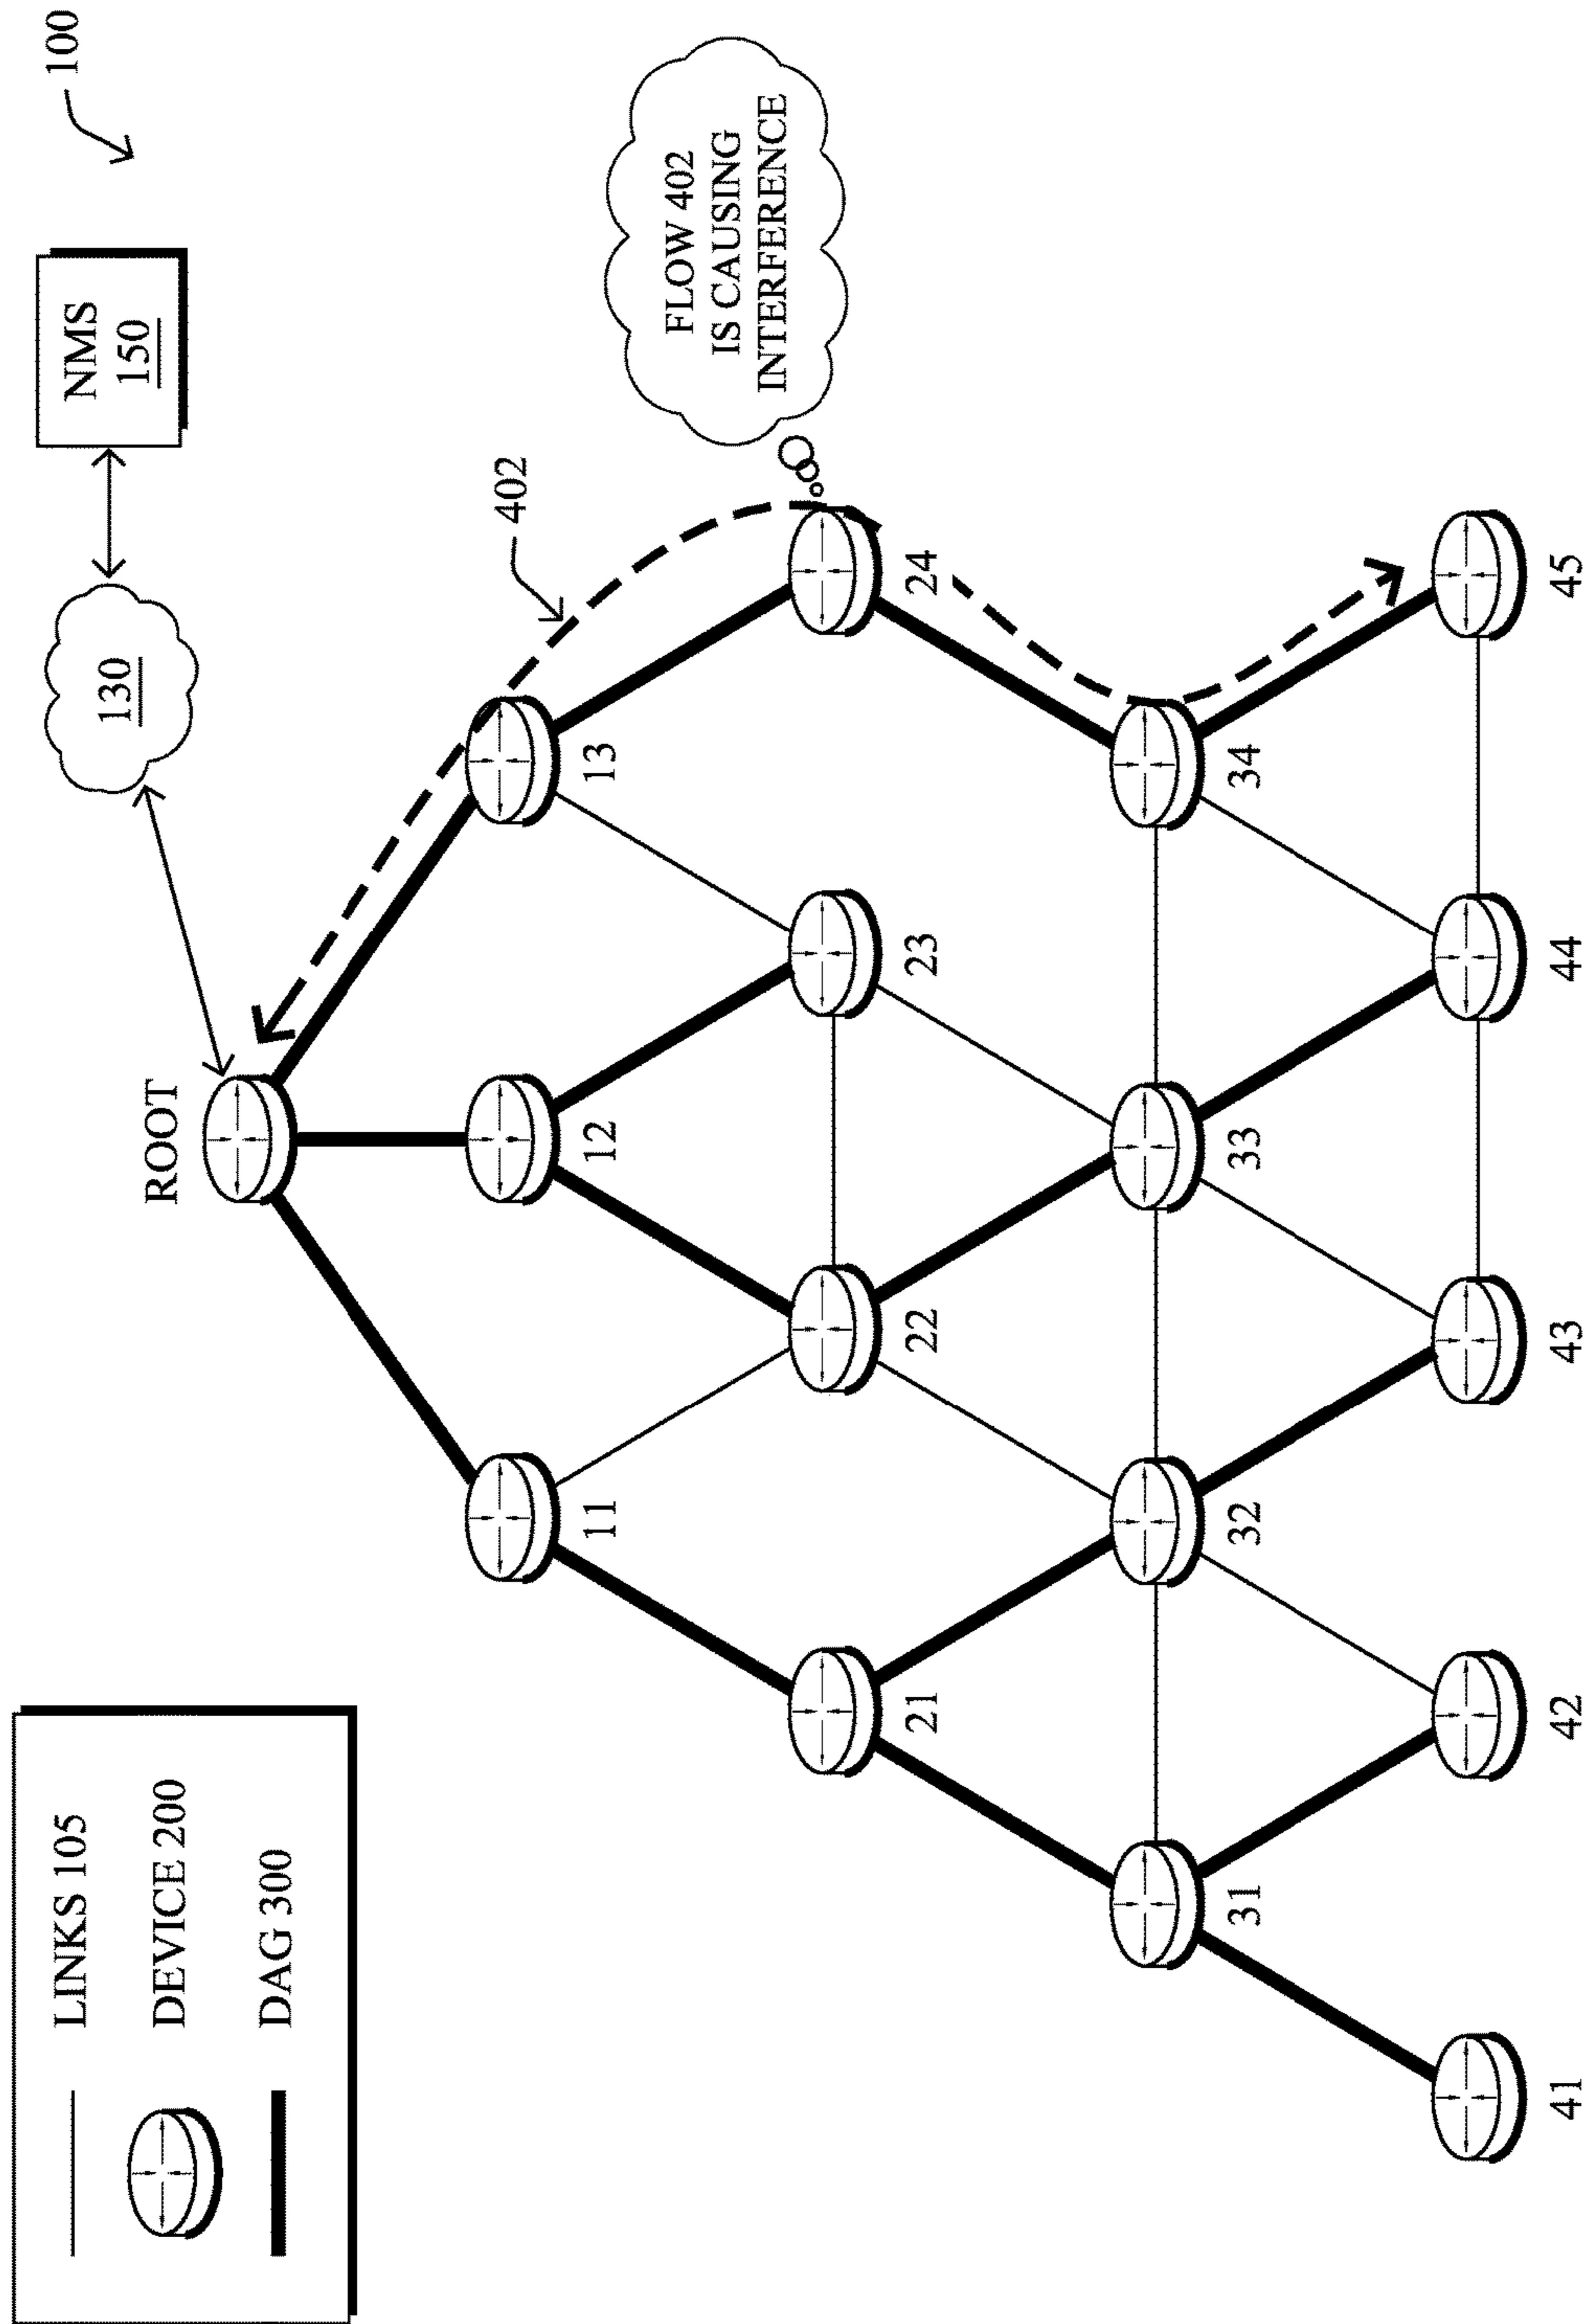 LINKS 105
DEVICE 200
DAG 300
100
NMS
150
130
ROOT
402
11
12
13
FLOW 402
IS CAUSING
INTERFERENCE
21
22
23
24
31
32
33
34
41
42
43
44
45